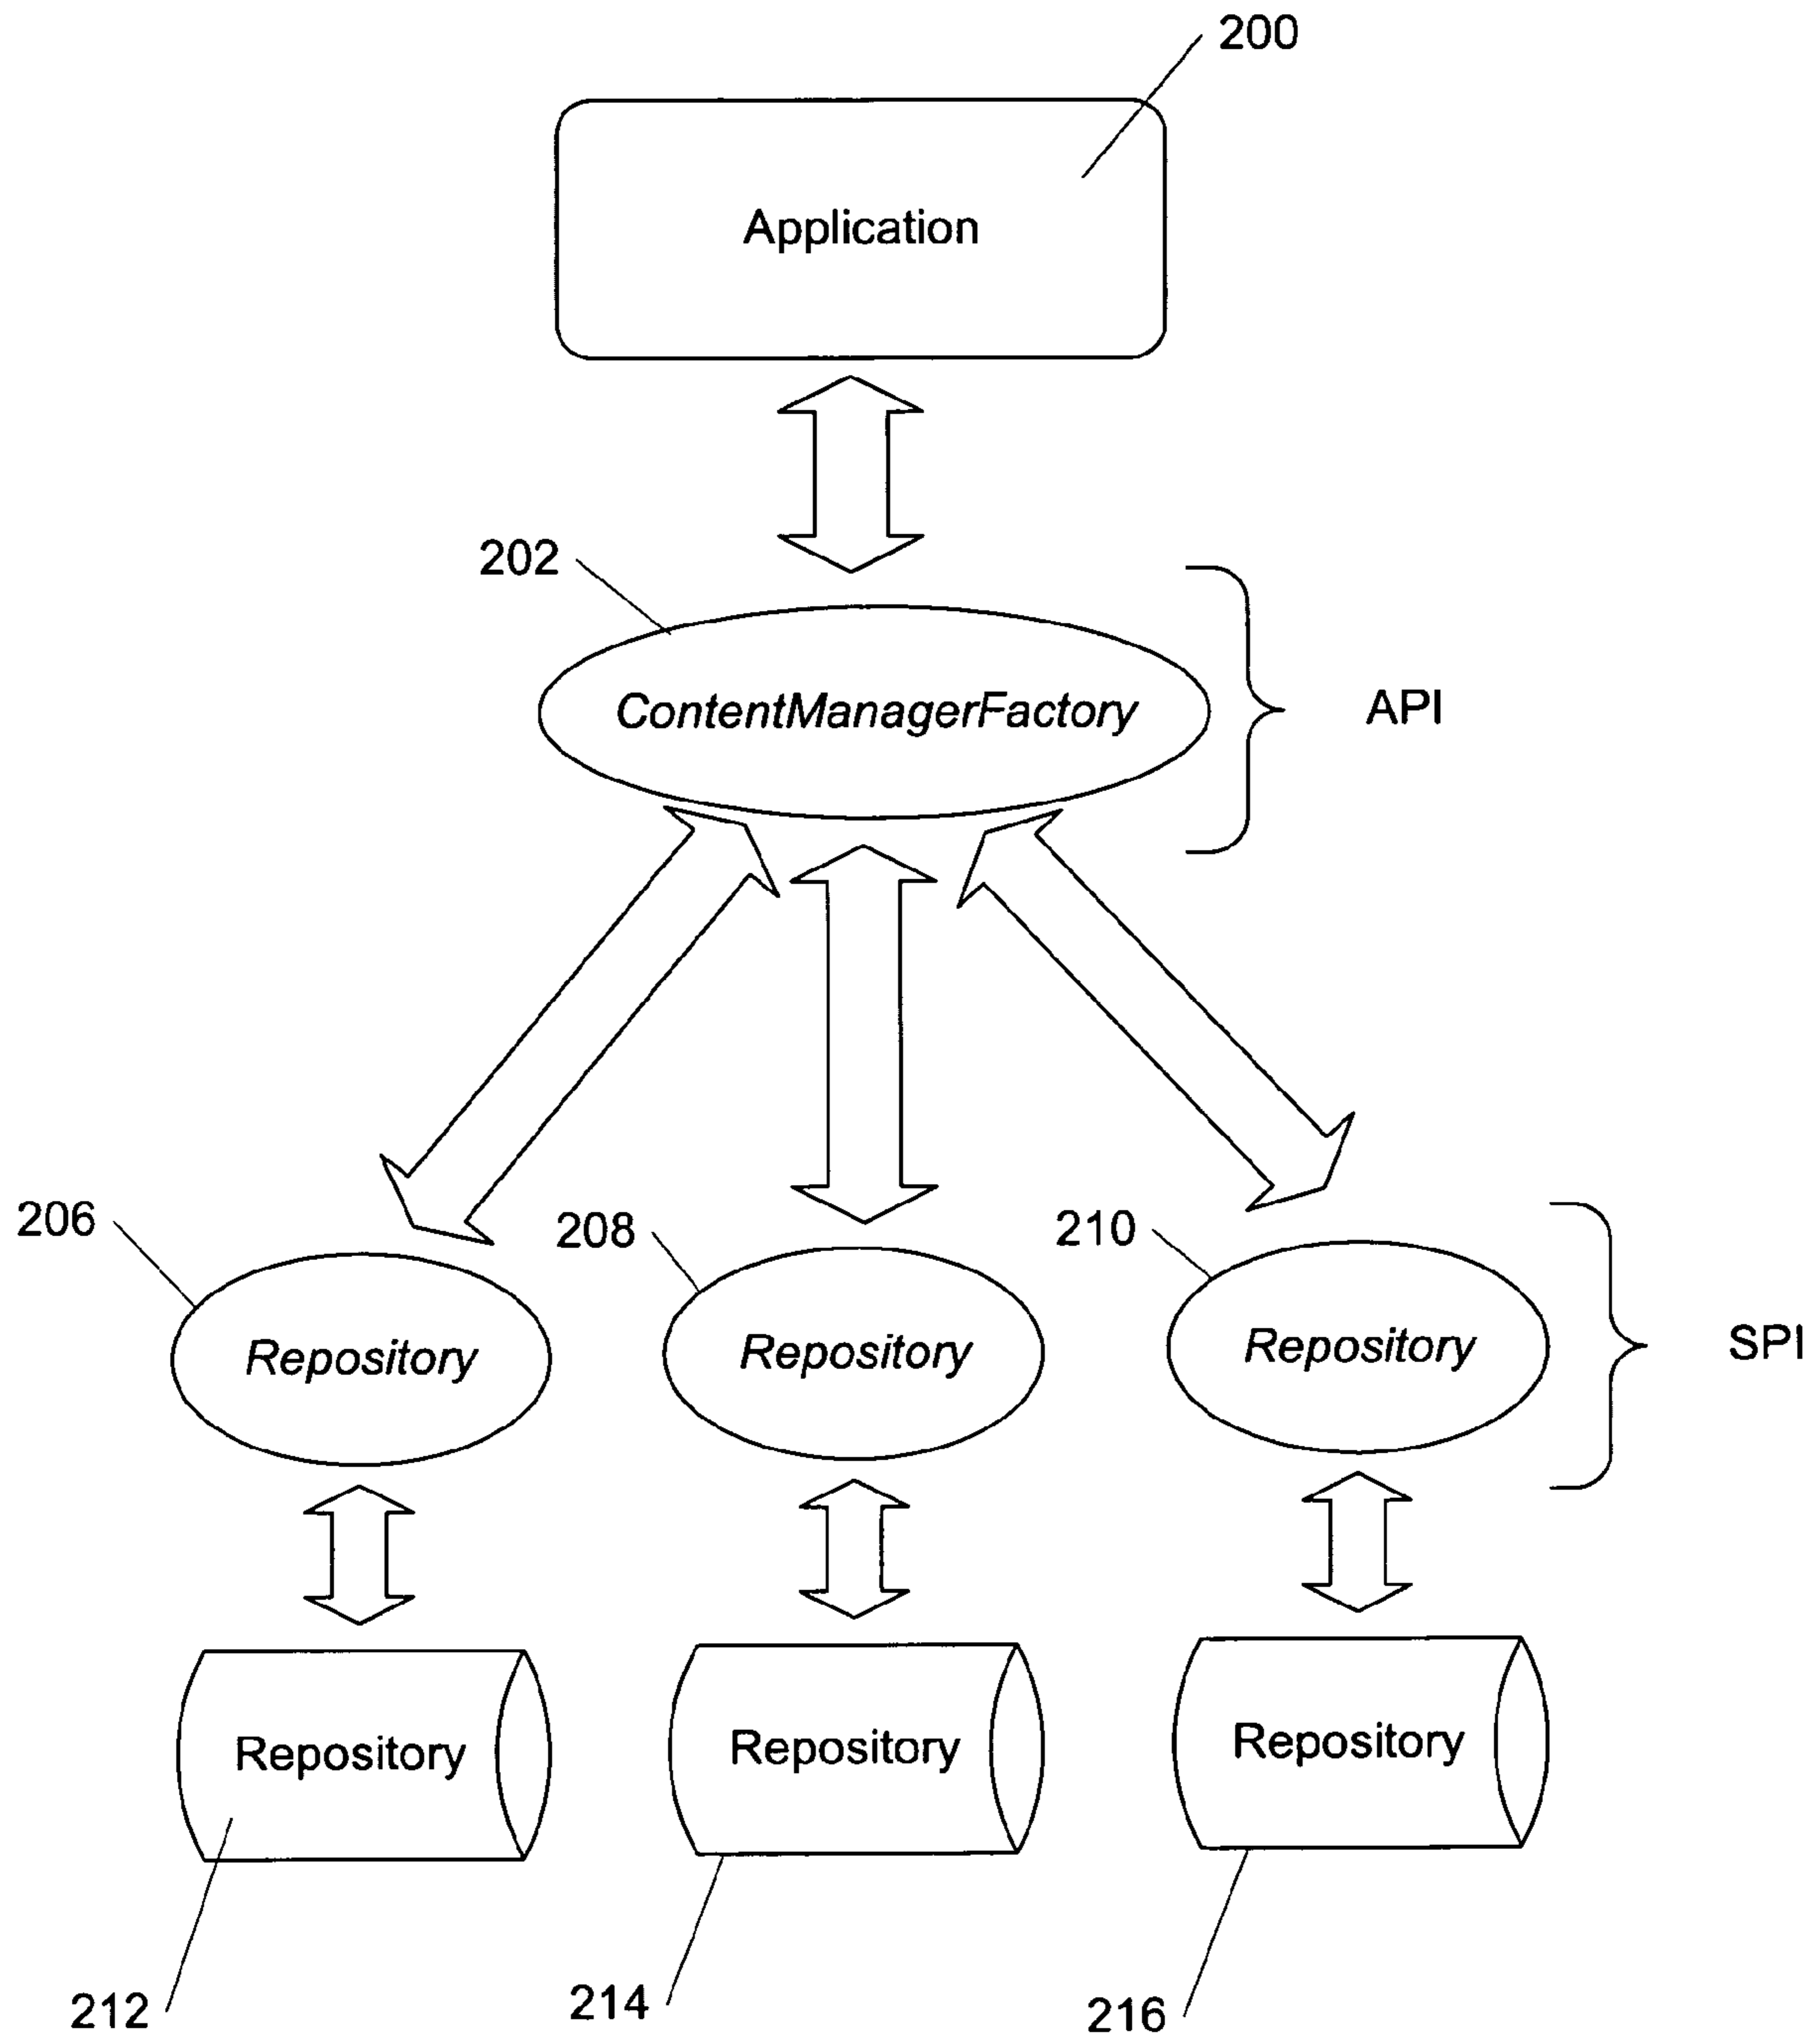 200
Application
202
ContentManagerFactory
API
206
208
210
Repository
Repository
Repository
SPI
Repository
Repository
Repository
212
214
216